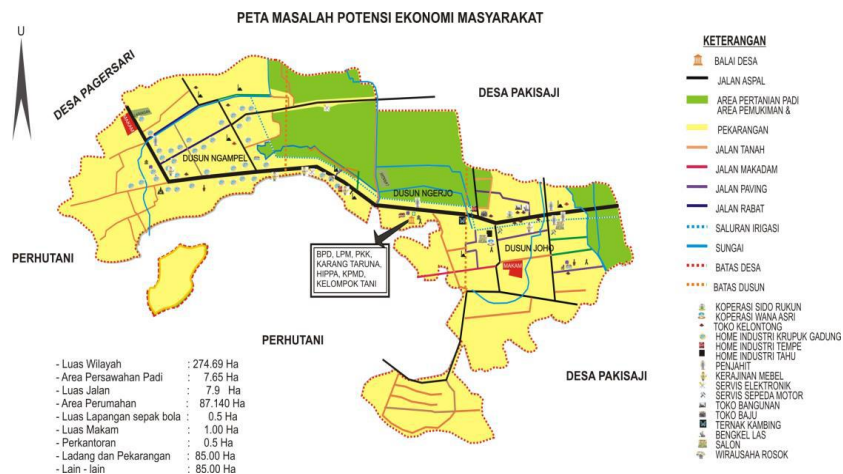 PETA MASALAH POTENSI EKONOMI MASYARAKAT
U
DESA PAGERSARI
DESA PAKISAJI
DUSUN NGAMPEL
DUSUN NGERJO
DUSUN JOHO
MAKAM
BPD, LPM, PKK,
KARANG TARUNA,
HIPPA, KPMD,
KELOMPOK TANI
PERHUTANI
PERHUTANI
DESA PAKISAJI
- Luas Wilayah : 274.69 Ha
- Area Persawahan Padi : 7.65 Ha
- Luas Jalan : 7.9 Ha
- Area Perumahan : 87.140 Ha
- Luas Lapangan sepak bola : 0.5 Ha
- Luas Makam : 1.00 Ha
- Perkantoran : 0.5 Ha
- Ladang dan Pekarangan : 85.00 Ha
- Lain - lain : 85.00 Ha
KETERANGAN
BALAI DESA
JALAN ASPAL
AREA PERTANIAN PADI
AREA PEMUKIMAN &
PEKARANGAN
JALAN TANAH
JALAN MAKADAM
JALAN PAVING
JALAN RABAT
SALURAN IRIGASI
SUNGAI
BATAS DESA
BATAS DUSUN
KOPERASI SIDO RUKUN
KOPERASI WANA ASRI
TOKO KELONTONG
HOME INDUSTRI KRUPUK GADUNG
HOME INDUSTRI TEMPE
HOME INDUSTRI TAHU
PENJAHIT
KERAJINAN MEBEL
SERVIS ELEKTRONIK
SERVIS SEPEDA MOTOR
TOKO BANGUNAN
TOKO BAJU
TERNAK KAMBING
BENGKEL LAS
SALON
WIRAUSAHA ROSOK